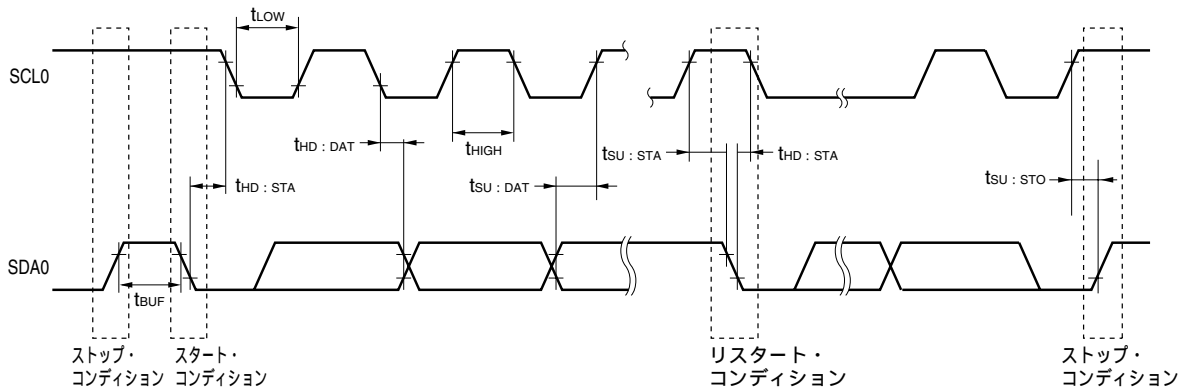 tLOW
SCL0
tHD : DAT
tHIGH
tSU : STA
tHD : STA
tHD : STA
tSU : DAT
tSU : STO
SDA0
tBUF
ストップ・
コンディション
スタート・
コンディション
リスタート・
コンディション
ストップ・
コンディション